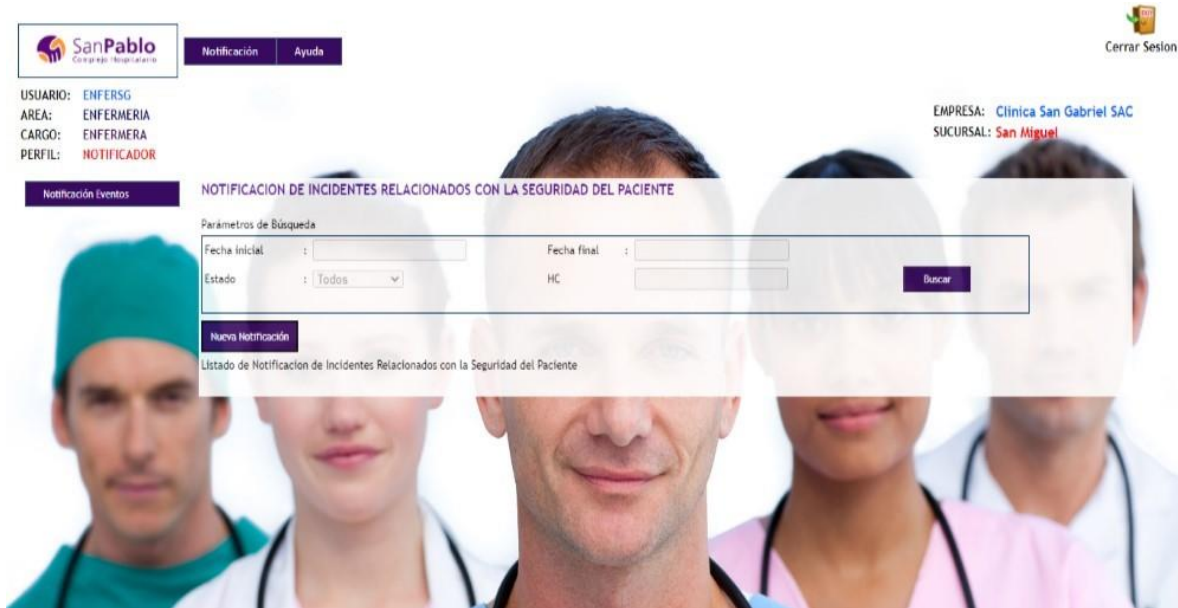 SanPablo
Complejo Hospitalario
Notificación
Ayuda
Cerrar Sesion
USUARIO: ENFERSG
AREA: ENFERMERIA
CARGO: ENFERMERA
PERFIL: NOTIFICADOR
EMPRESA: Clinica San Gabriel SAC
SUCURSAL: San Miguel
Notificación Eventos
NOTIFICACION DE INCIDENTES RELACIONADOS CON LA SEGURIDAD DEL PACIENTE
Parámetros de Búsqueda
Fecha inicial :
Fecha final :
Estado : Todos
HC
Buscar
Nueva Notificación
Listado de Notificacion de Incidentes Relacionados con la Seguridad del Paciente